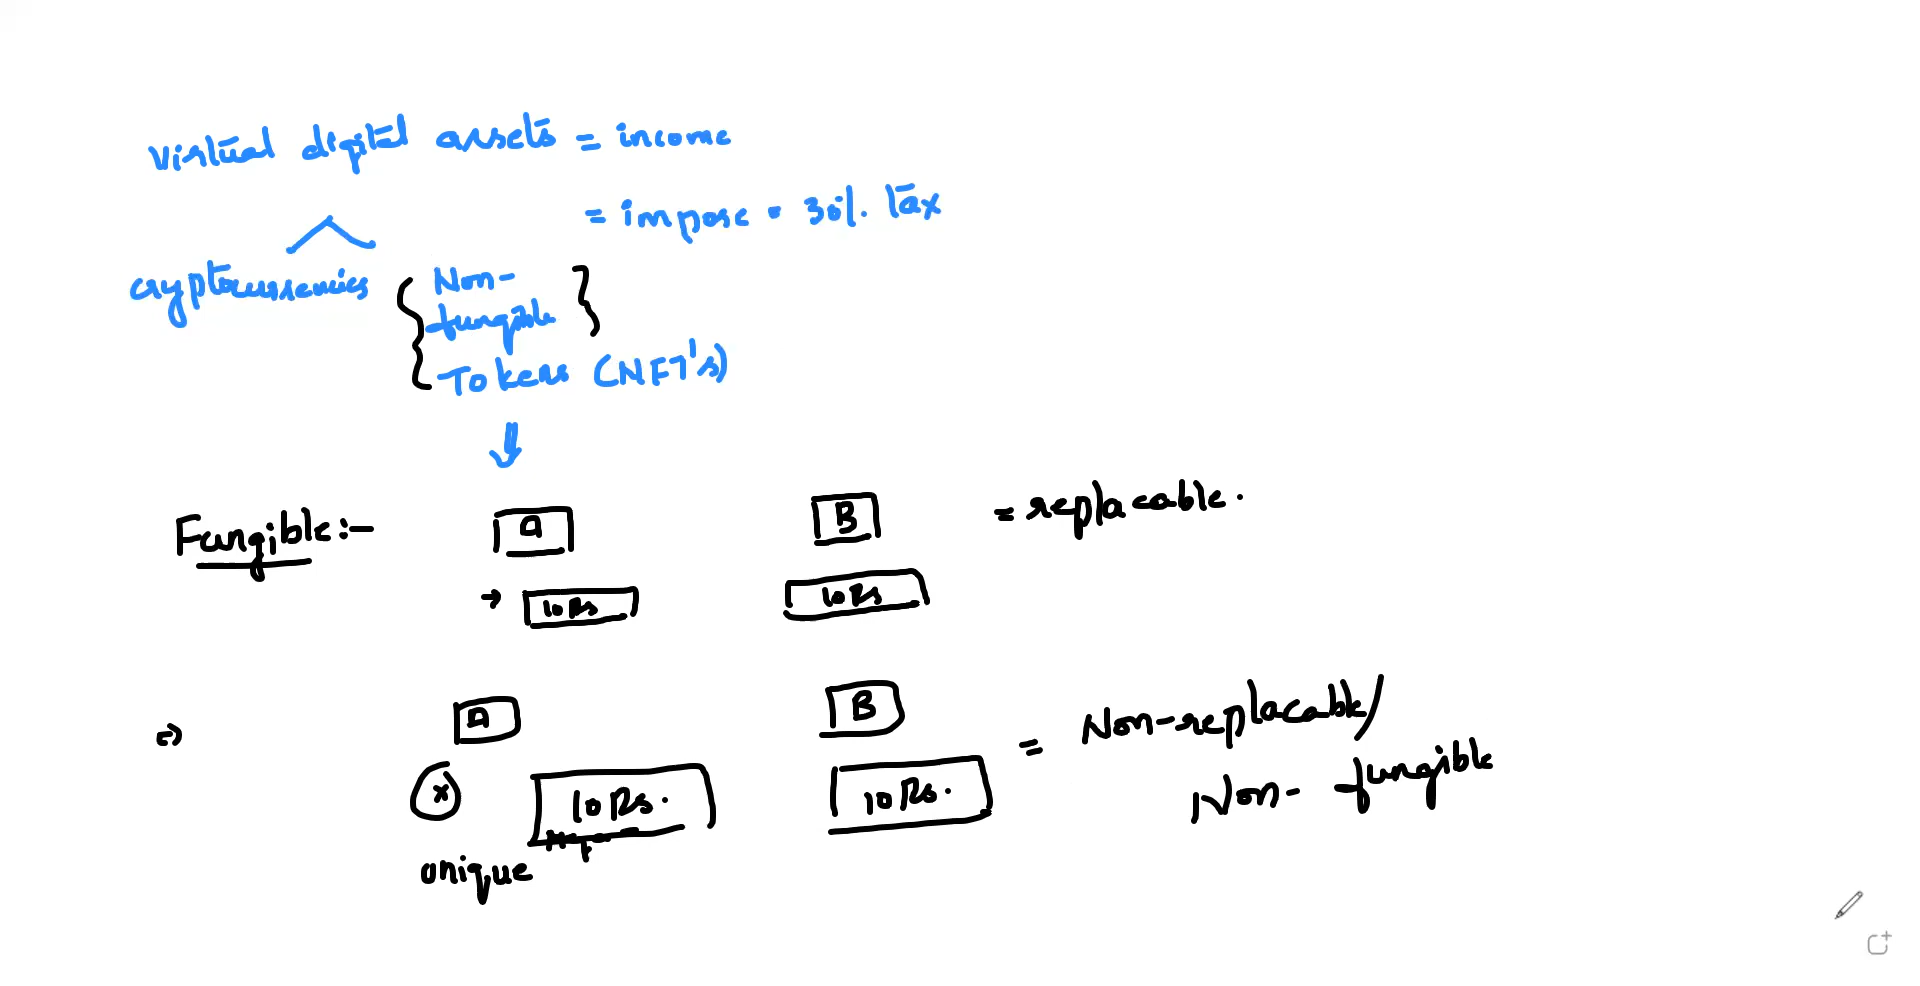 Virtual digital assets = income
= impose • 30%. tax
cryptocurrencies
Non-
fungible
Tokens (NFT's)
Fungible:-
a B = replacable.
→ 10 Rs 10 Rs
⇒ a B
= Non-replacable/
Non-fungible
x 10 Rs. 10 Rs.
unique